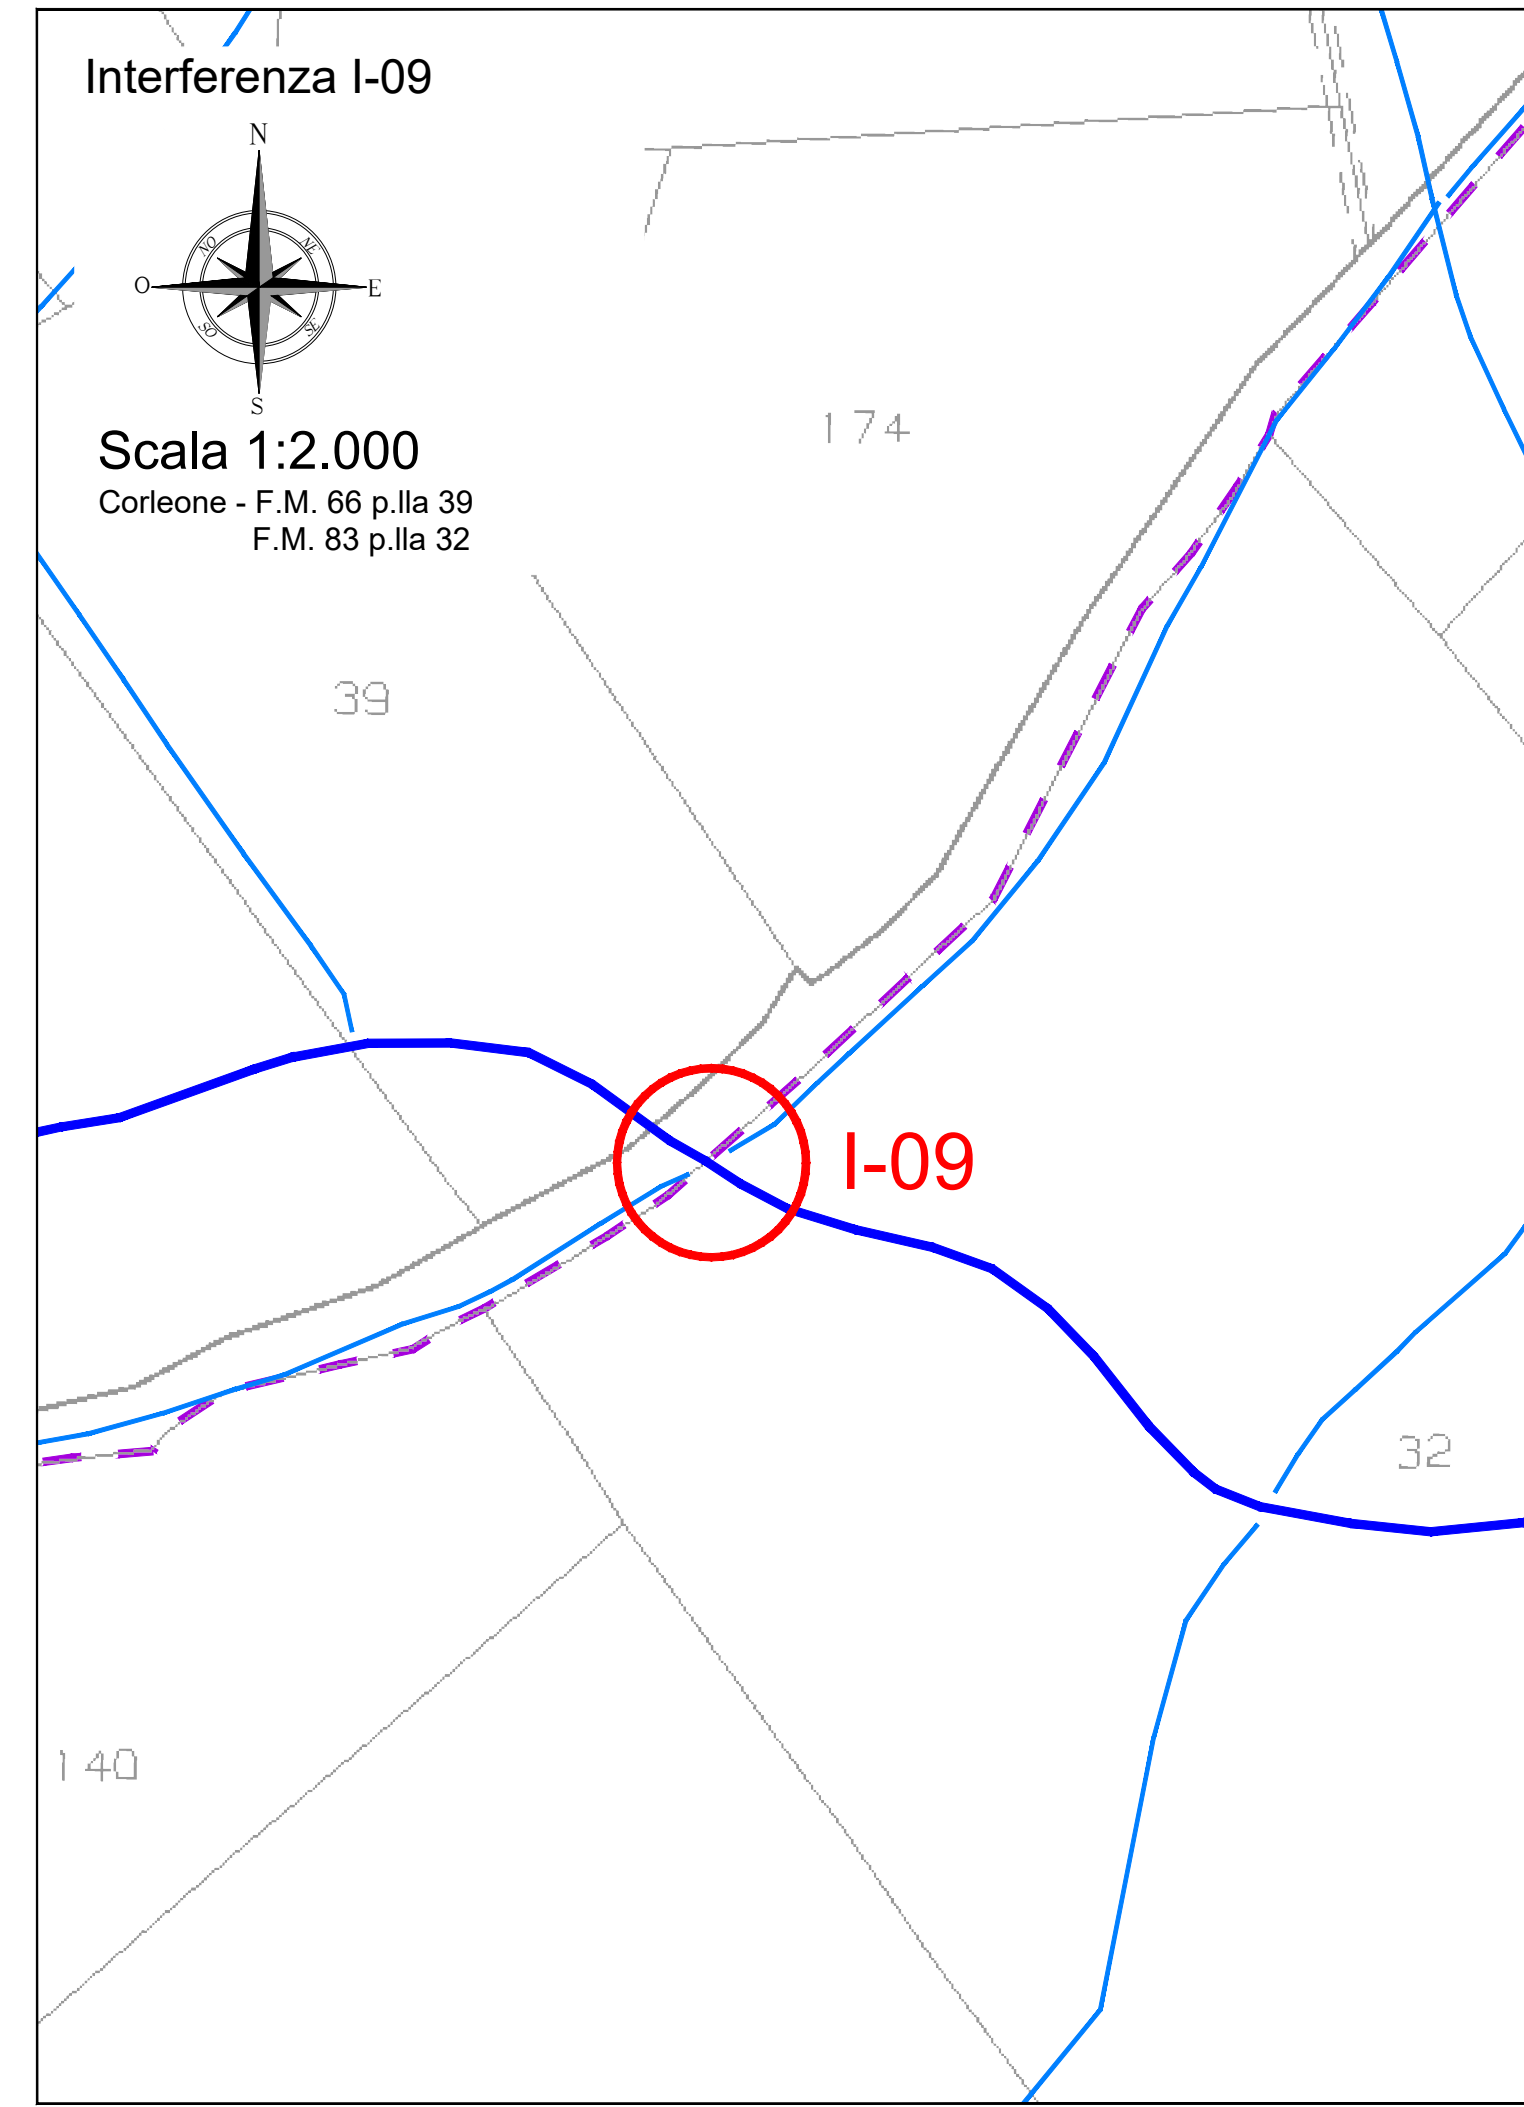 Interferenza I-09
N
NO
NE
O
E
SO
SE
S
Scala 1:2.000
Corleone - F.M. 66 p.lla 39
F.M. 83 p.lla 32
174
39
I-09
32
140